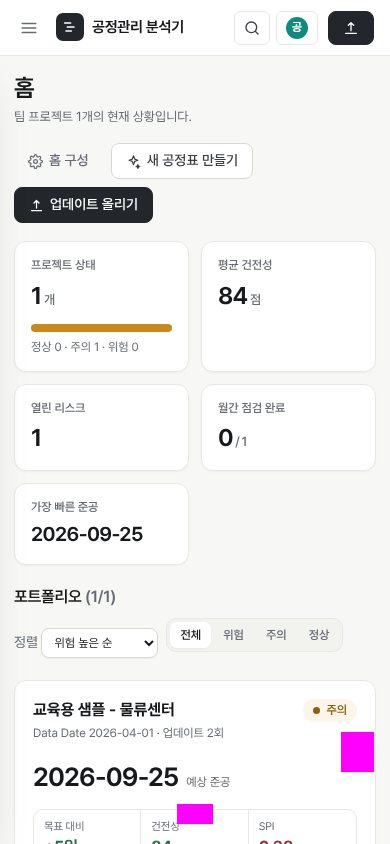 공정관리 분석기
공
홈
팀 프로젝트 1개의 현재 상황입니다.
홈 구성
새 공정표 만들기
업데이트 올리기
프로젝트 상태
1개
정상 0 · 주의 1 · 위험 0
평균 건전성
84점
열린 리스크
1
월간 점검 완료
0/ 1
가장 빠른 준공
2026-09-25
포트폴리오 (1/1)
정렬
위험 높은 순
전체
위험
주의
정상
교육용 샘플 - 물류센터
주의
Data Date 2026-04-01 · 업데이트 2회
2026-09-25 예상 준공
목표 대비
건전성
SPI